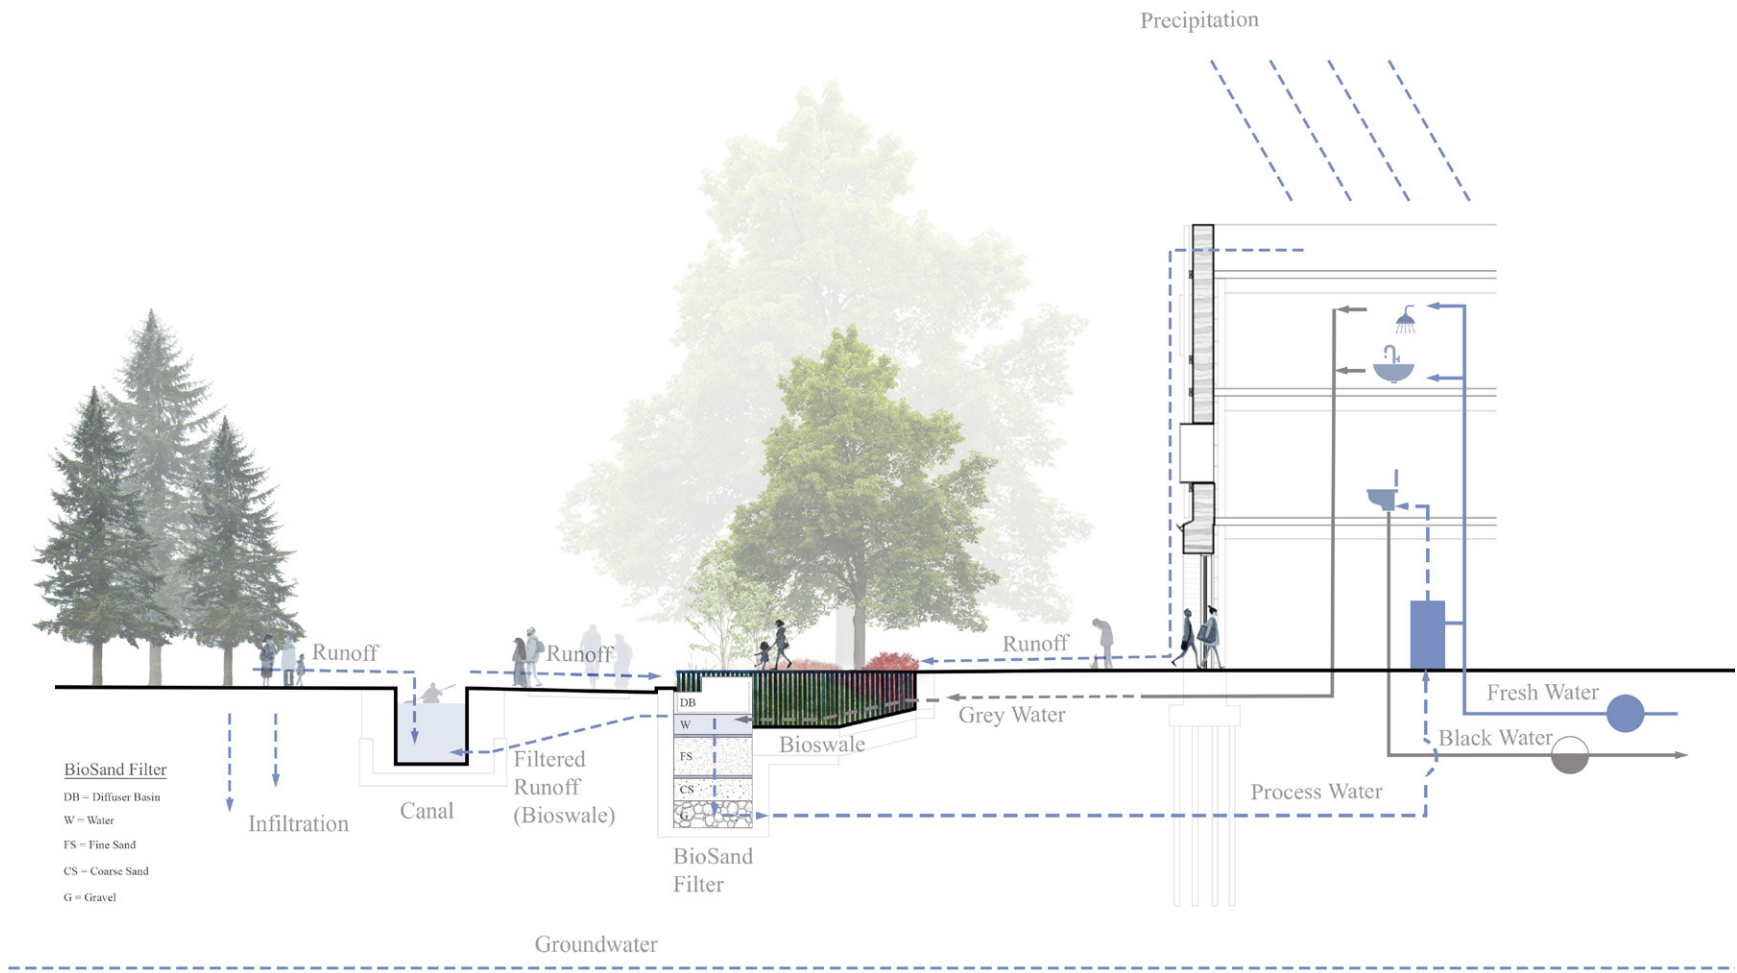 Precipitation
Runoff
Runoff
Runoff
DB
W
FS
CS
G
Grey Water
Bioswale
Fresh Water
Black Water
Process Water
Filtered
Runoff
(Bioswale)
Canal
Infiltration
BioSand Filter
DB = Diffuser Basin
W = Water
FS = Fine Sand
CS = Coarse Sand
G = Gravel
BioSand
Filter
Groundwater